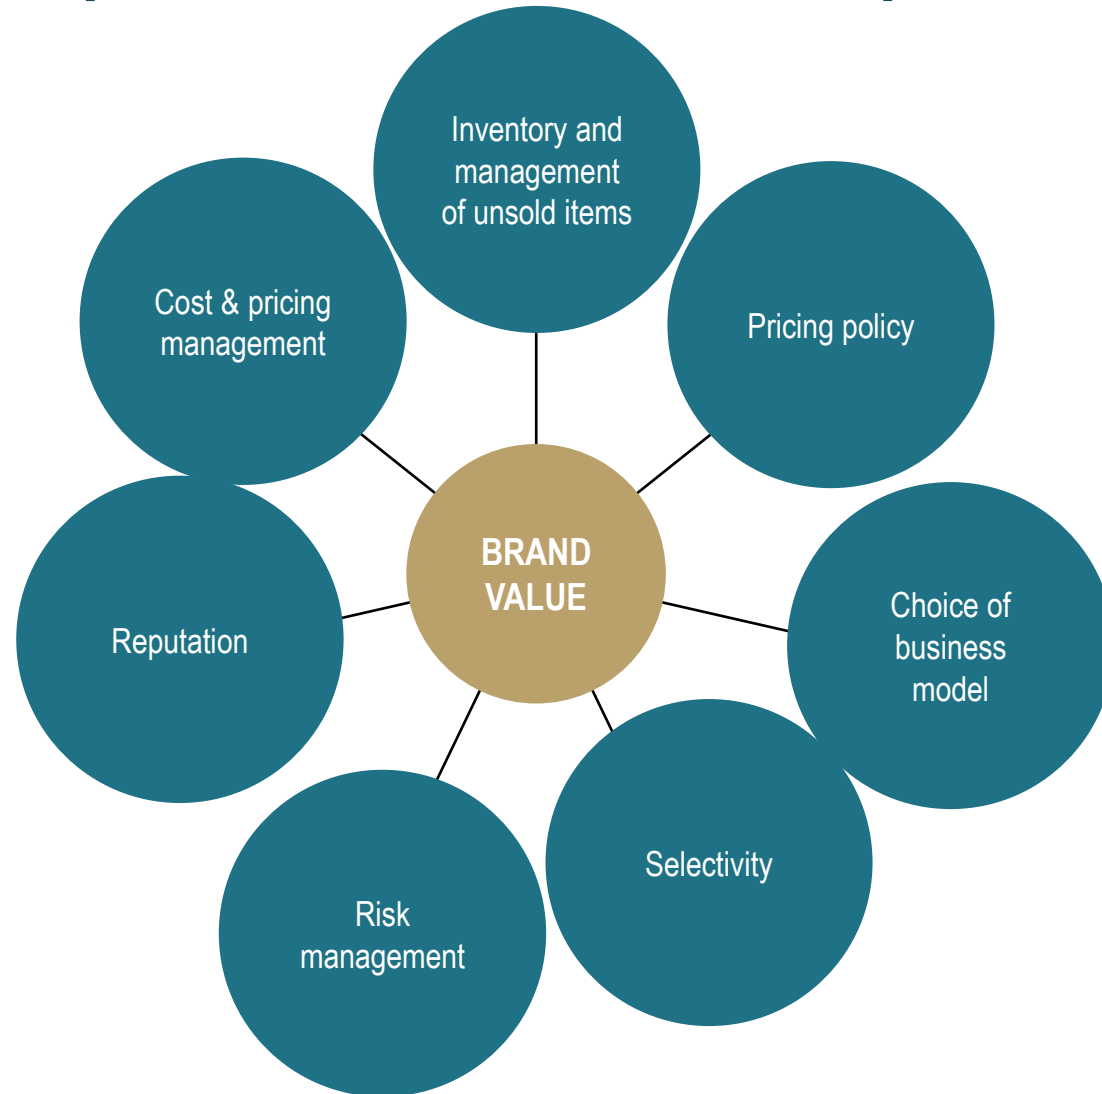 Inventory and
management
of unsold items
Cost & pricing
management
Pricing policy
BRAND
VALUE
Choice of
business
model
Reputation
Selectivity
Risk
management